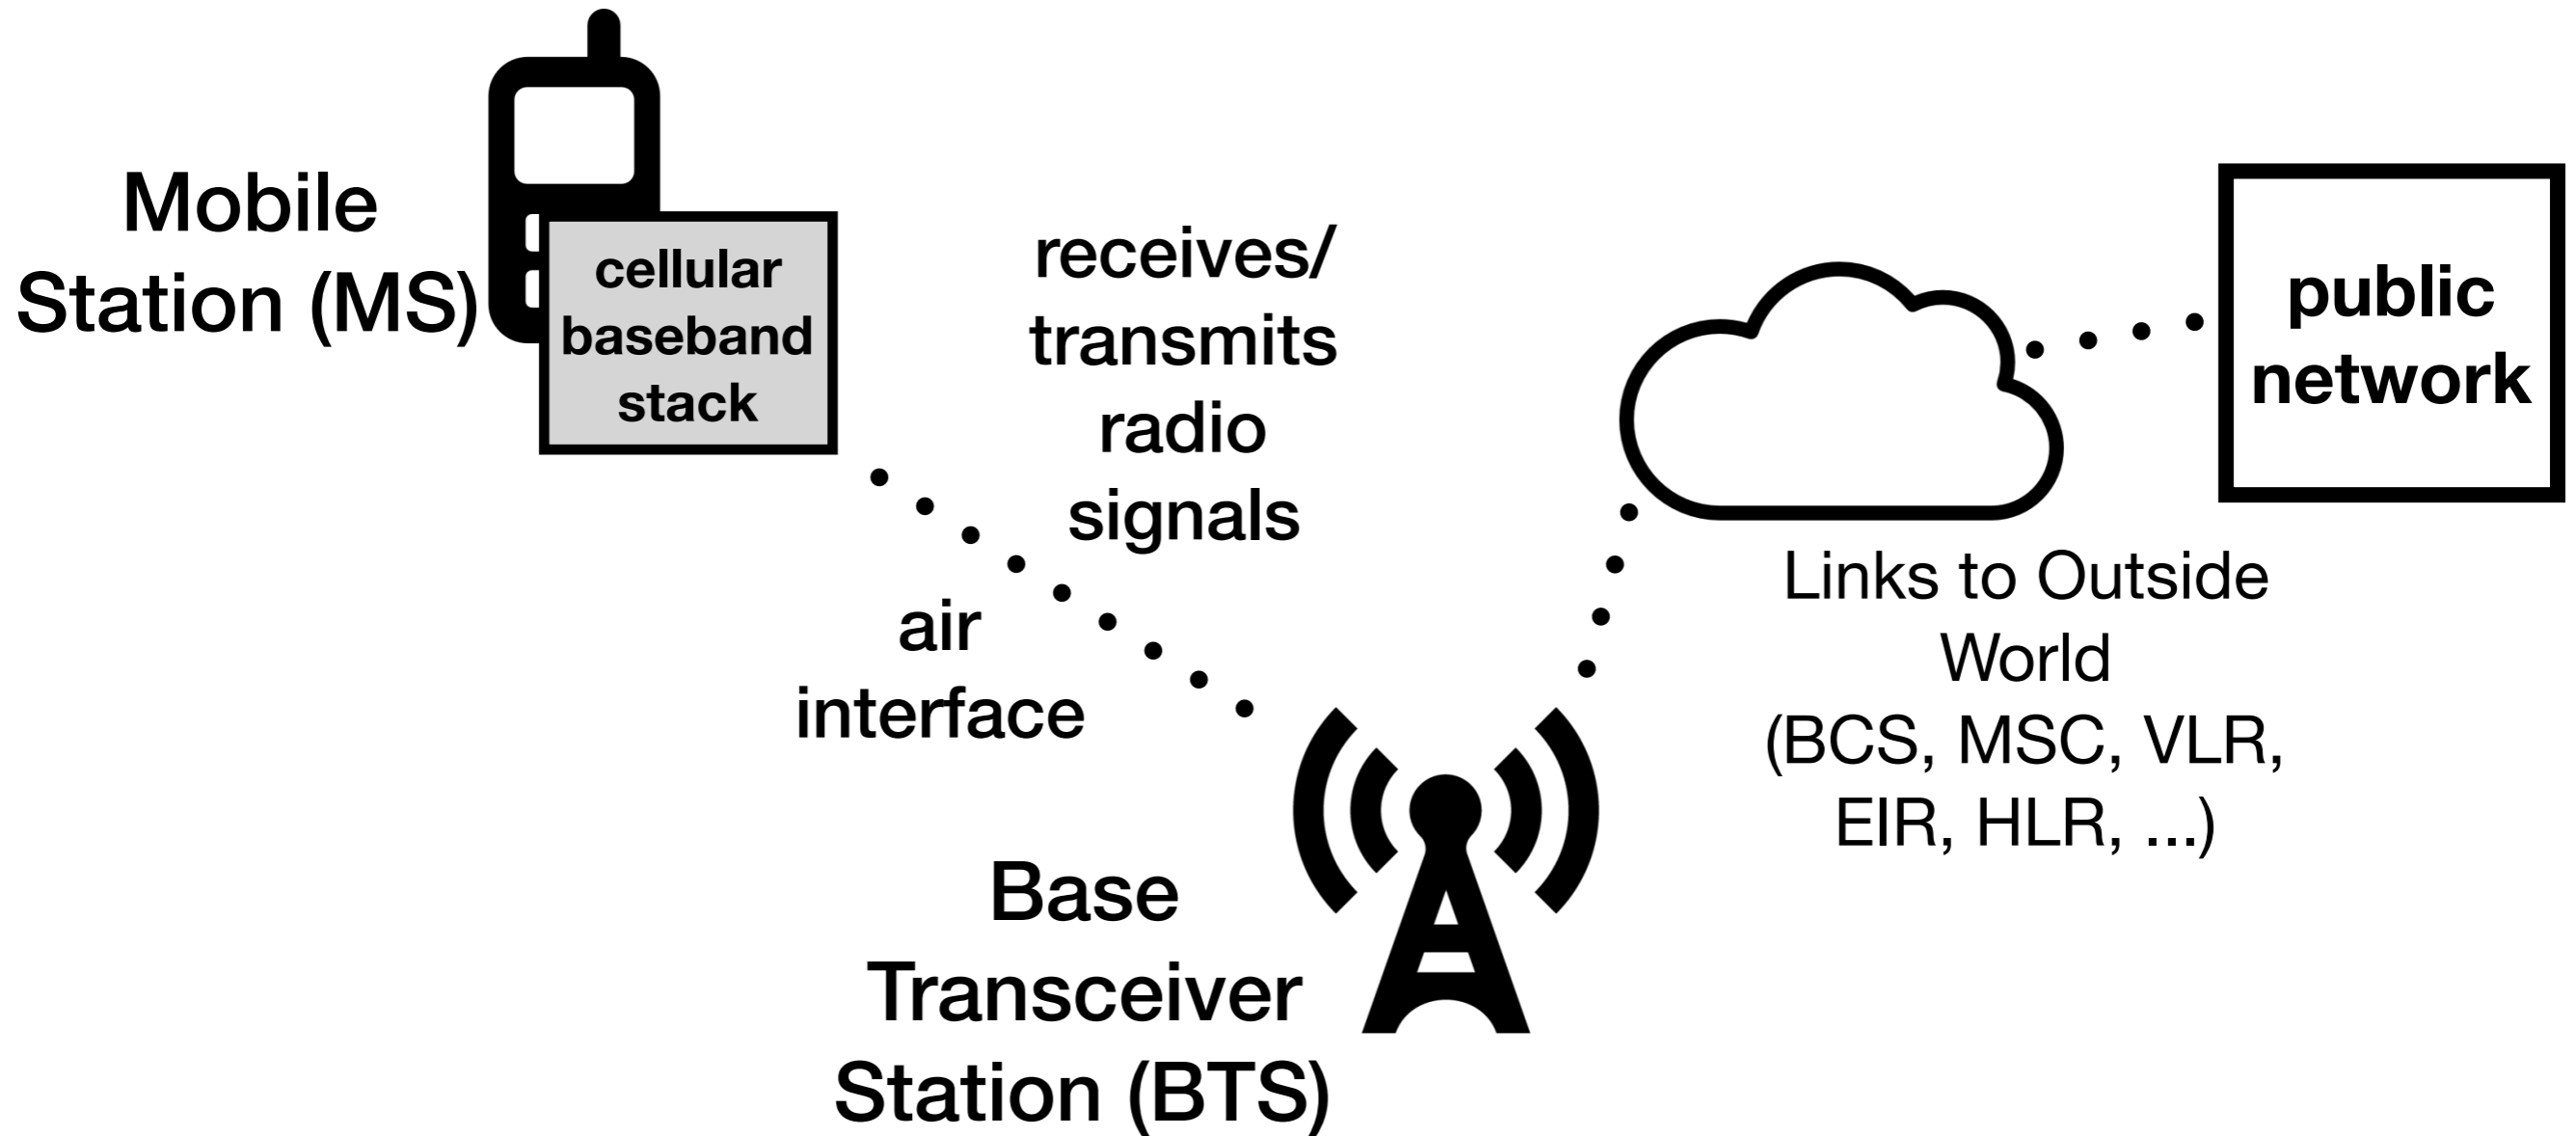 Mobile
Station (MS)
cellular
baseband
stack
receives/
transmits
radio
signals
air
interface
Base
Transceiver
Station (BTS)
Links to Outside
World
(BCS, MSC, VLR,
EIR, HLR, ...)
public
network